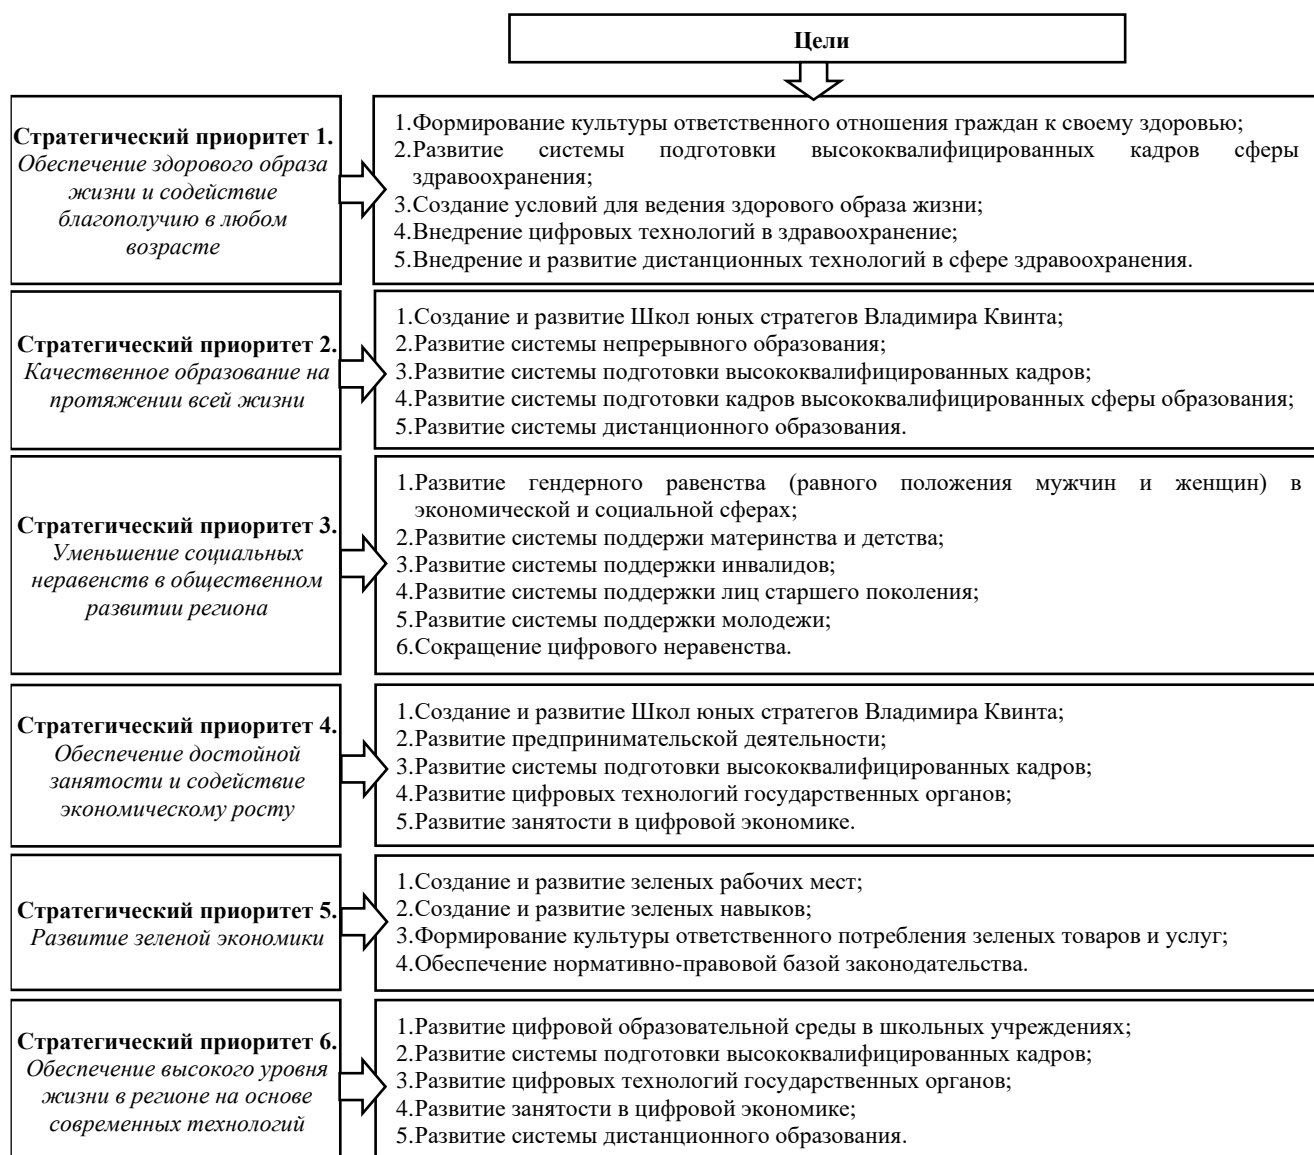 Цели
Стратегический приоритет 1.
Обеспечение здорового образа
жизни и содействие
благополучию в любом
возрасте
1.Формирование культуры ответственного отношения граждан к своему здоровью;
2.Развитие системы подготовки высококвалифицированных кадров сферы
здравоохранения;
3.Создание условий для ведения здорового образа жизни;
4.Внедрение цифровых технологий в здравоохранение;
5.Внедрение и развитие дистанционных технологий в сфере здравоохранения.
Стратегический приоритет 2.
Качественное образование на
протяжении всей жизни
1.Создание и развитие Школ юных стратегов Владимира Квинта;
2.Развитие системы непрерывного образования;
3.Развитие системы подготовки высококвалифицированных кадров;
4.Развитие системы подготовки кадров высококвалифицированных сферы образования;
5.Развитие системы дистанционного образования.
Стратегический приоритет 3.
Уменьшение социальных
неравенств в общественном
развитии региона
1.Развитие гендерного равенства (равного положения мужчин и женщин) в
экономической и социальной сферах;
2.Развитие системы поддержи материнства и детства;
3.Развитие системы поддержки инвалидов;
4.Развитие системы поддержки лиц старшего поколения;
5.Развитие системы поддержки молодежи;
6.Сокращение цифрового неравенства.
Стратегический приоритет 4.
Обеспечение достойной
занятости и содействие
экономическому росту
1.Создание и развитие Школ юных стратегов Владимира Квинта;
2.Развитие предпринимательской деятельности;
3.Развитие системы подготовки высококвалифицированных кадров;
4.Развитие цифровых технологий государственных органов;
5.Развитие занятости в цифровой экономике.
Стратегический приоритет 5.
Развитие зеленой экономики
1.Создание и развитие зеленых рабочих мест;
2.Создание и развитие зеленых навыков;
3.Формирование культуры ответственного потребления зеленых товаров и услуг;
4.Обеспечение нормативно-правовой базой законодательства.
Стратегический приоритет 6.
Обеспечение высокого уровня
жизни в регионе на основе
современных технологий
1.Развитие цифровой образовательной среды в школьных учреждениях;
2.Развитие системы подготовки высококвалифицированных кадров;
3.Развитие цифровых технологий государственных органов;
4.Развитие занятости в цифровой экономике;
5.Развитие системы дистанционного образования.